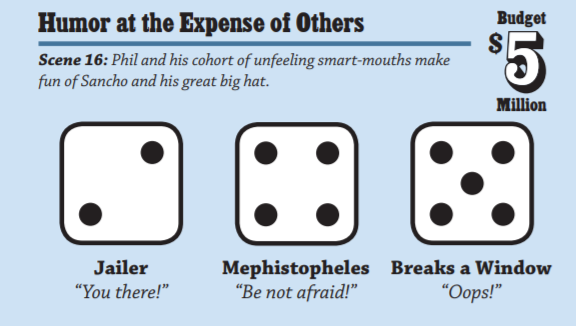 Humor at the Expense of Others
Budget
$5
Million
Scene 16: Phil and his cohort of unfeeling smart-mouths make
fun of Sancho and his great big hat.
Jailer
“You there!”
Mephistopheles
“Be not afraid!”
Breaks a Window
“Oops!”